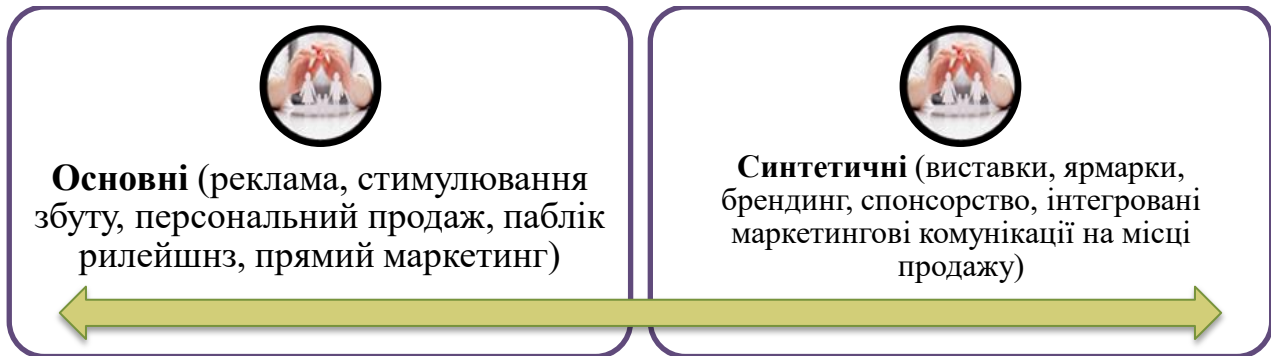 Основні (реклама, стимулювання
збуту, персональний продаж, паблік
рилейшнз, прямий маркетинг)
Синтетичні (виставки, ярмарки,
брендинг, спонсорство, інтегровані
маркетингові комунікації на місці
продажу)